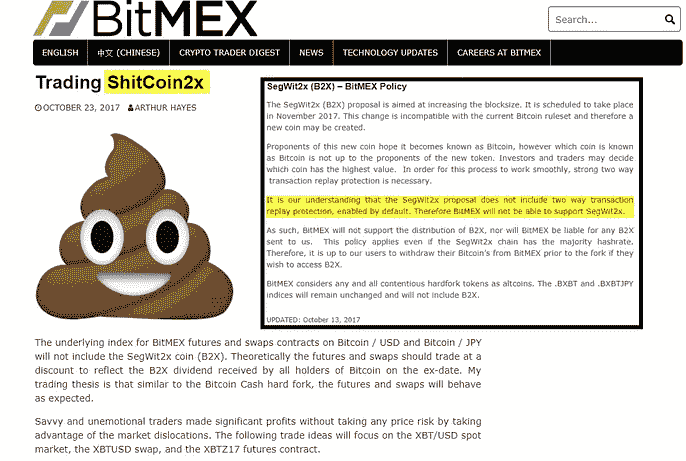 BitMEX
Search...
ENGLISH
中文 (CHINESE)
CRYPTO TRADER DIGEST
NEWS
TECHNOLOGY UPDATES
CAREERS AT BITMEX
Trading ShitCoin2x
OCTOBER 23, 2017 ARTHUR HAYES
SegWit2x (B2X) – BitMEX Policy
The SegWit2x (B2X) proposal is aimed at increasing the blocksize. It is scheduled to take place
in November 2017. This change is incompatible with the current Bitcoin ruleset and therefore a
new coin may be created.
Proponents of this new coin hope it becomes known as Bitcoin, however which coin is known
as Bitcoin is not up to the proponents of the new token. Investors and traders may decide
which coin has the highest value. In order for this process to work smoothly, strong two way
transaction replay protection is necessary.
It is our understanding that the SegWit2x proposal does not include two way transaction
replay protection, enabled by default. Therefore BitMEX will not be able to support SegWit2x.
As such, BitMEX will not support the distribution of B2X, nor will BitMEX be liable for any B2X
sent to us. This policy applies even if the SegWit2x chain has the majority hashrate.
Therefore, it is up to our users to withdraw their Bitcoin's from BitMEX prior to the fork if they
wish to access B2X.
BitMEX considers any and all contentious hardfork tokens as altcoins. The .BXBT and .BXBTJPY
indices will remain unchanged and will not include B2X.
UPDATED: October 13, 2017
The underlying index for BitMEX futures and swaps contracts on Bitcoin / USD and Bitcoin / JPY
will not include the SegWit2x coin (B2X). Theoretically the futures and swaps should trade at a
discount to reflect the B2X dividend received by all holders of Bitcoin on the ex-date. My
trading thesis is that similar to the Bitcoin Cash hard fork, the futures and swaps will behave
as expected.
Savvy and unemotional traders made significant profits without taking any price risk by taking
advantage of the market dislocations. The following trade ideas will focus on the XBT/USD spot
market, the XBTUSD swap, and the XBTZ17 futures contract.